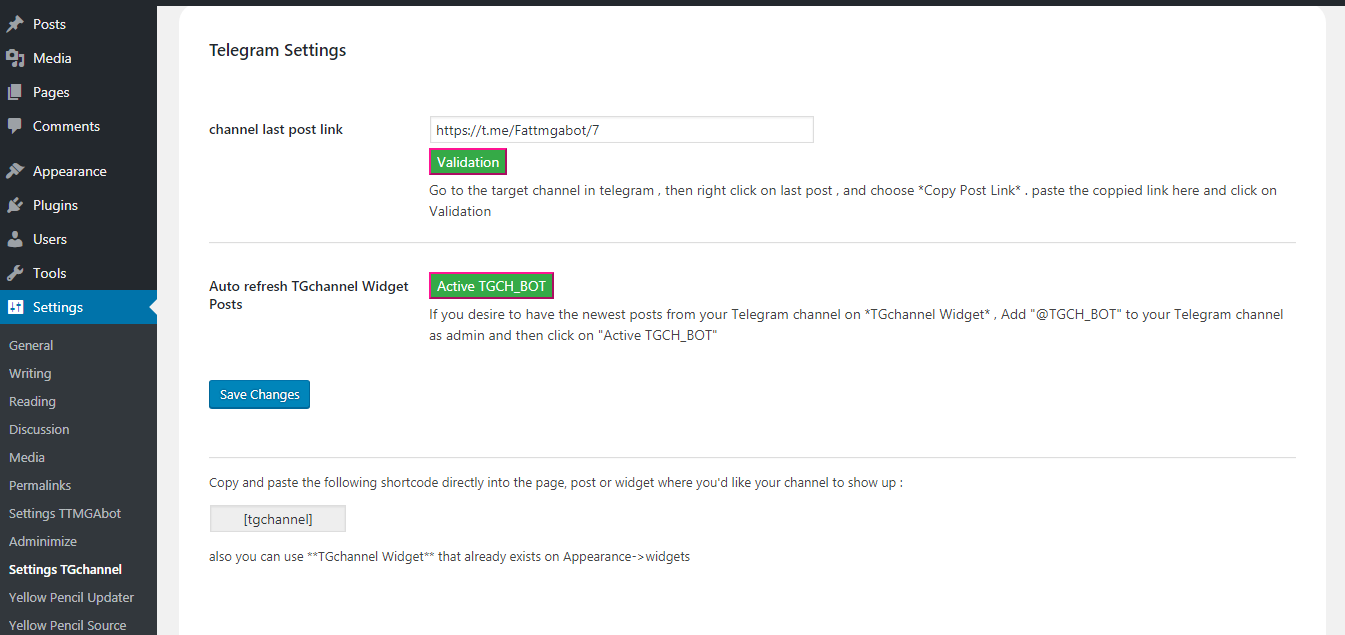 Posts
Media
Pages
Comments
Appearance
Plugins
Users
Tools
Settings
General
Writing
Reading
Discussion
Media
Permalinks
Settings TTMGAbot
Adminimize
Settings TGchannel
Yellow Pencil Updater
Yellow Pencil Source
Telegram Settings
channel last post link
https://t.me/Fattmgabot/7
Validation
Go to the target channel in telegram , then right click on last post , and choose *Copy Post Link* . paste the coppied link here and click on
Validation
Auto refresh TGchannel Widget
Posts
Active TGCH_BOT
If you desire to have the newest posts from your Telegram channel on *TGchannel Widget* , Add "@TGCH_BOT" to your Telegram channel
as admin and then click on "Active TGCH_BOT"
Save Changes
Copy and paste the following shortcode directly into the page, post or widget where you'd like your channel to show up :
[tgchannel]
also you can use **TGchannel Widget** that already exists on Appearance->widgets